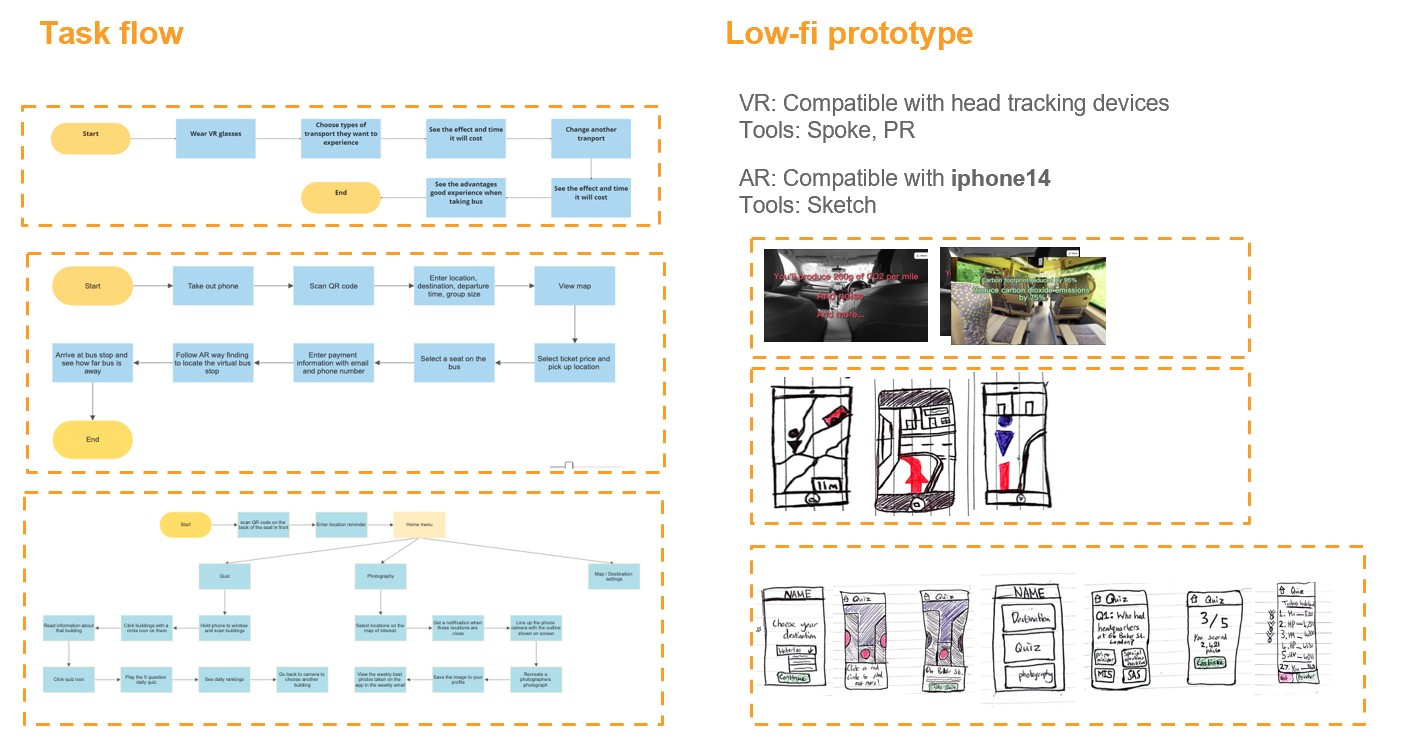 Task flow
Start
Wear VR glasses
Choose types of
transport they want to
experience
See the effect and time
it will cost
Change another
tranport
See the effect and time
it will cost
See the advantages
good experience when
taking bus
End
Start
Take out phone
Scan QR code
Enter location,
destination, departure
time, group size
View map
Select ticket price and
pick up location
Select a seat on the
bus
Enter payment
information with email
and phone number
Follow AR way finding
to locate the virtual bus
stop
Arrive at bus stop and
see how far bus is
away
End
Start
scan QR code on the
back of the seat in front
Enter location reminder
Home menu
Quiz
Photography
Map / Destination
settings
Hold phone to window
and scan buildings
Click buildings with a
circle icon on them
Read information about
that building
Click quiz icon
Play the 5 question
daily quiz
See daily rankings
Go back to camera to
choose another
building
Select locations on the
map of interest
Get a notification when
those locations are
close
Line up the phone
camera with the outline
shown on screen
Recreate a
photographers
photograph
Save the image to your
profile
View the weekly best
photos taken on the
app in the weekly email
Low-fi prototype
VR: Compatible with head tracking devices
Tools: Spoke, PR
AR: Compatible with iphone14
Tools: Sketch
You'll produce 260g of CO2 per mile
And noise
And more...
Carbon footprint reduced by 95%
Reduce carbon dioxide emissions
by 75%
11M
NAME
Choose your
destination
Waterloo
Continue
Quiz
Click a red
circle to find
out more!
Quiz
64 Baker St.
NAME
Destination
Quiz
photography
Quiz
Q1: Who had
headquarters
at 64 Baker St.
London?
prime
minister
Special
operations
executive
MI5
SAS
Quiz
3/5
You scored
2,421
Continue
Quiz